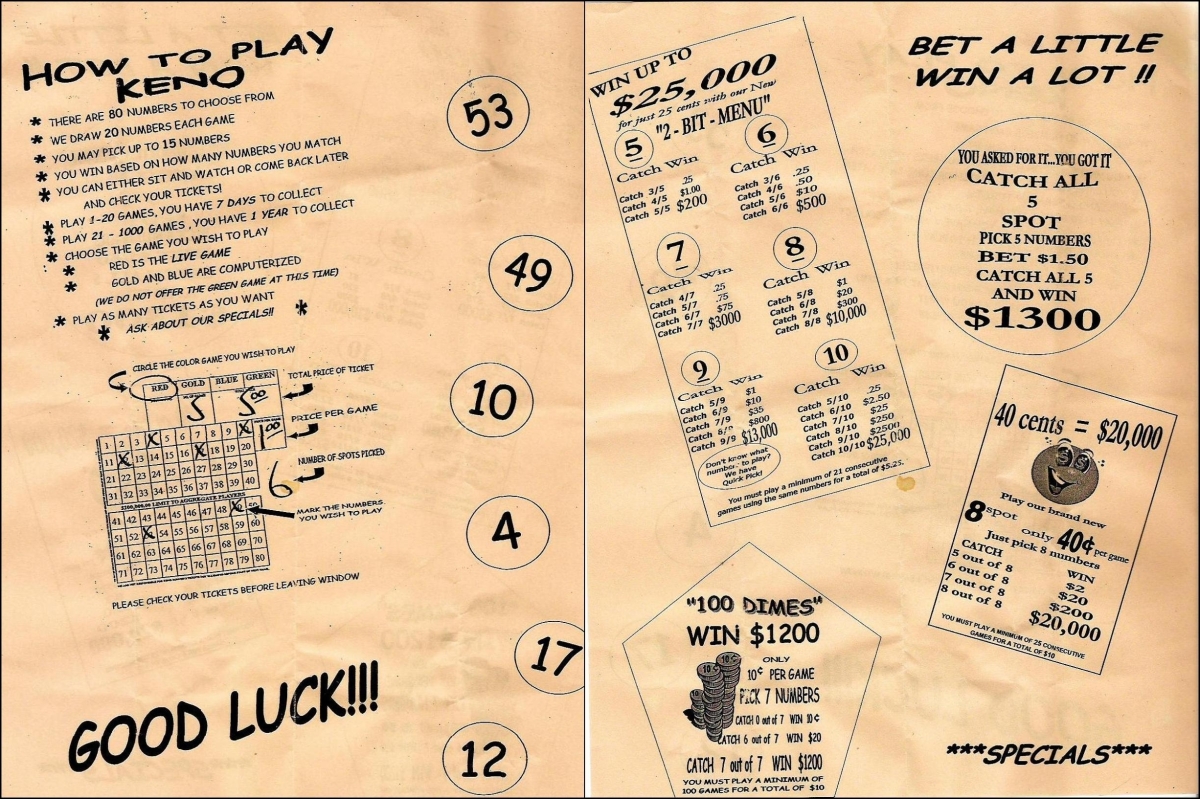 HOW TO PLAY
KENO
* THERE ARE 80 NUMBERS TO CHOOSE FROM
* WE DRAW 20 NUMBERS EACH GAME
* YOU MAY PICK UP TO 15 NUMBERS
* YOU WIN BASED ON HOW MANY NUMBERS YOU MATCH
* YOU CAN EITHER SIT AND WATCH OR COME BACK LATER
AND CHECK YOUR TICKETS!
* PLAY 1-20 GAMES, YOU HAVE 7 DAYS TO COLLECT
* PLAY 21 - 1000 GAMES , YOU HAVE 1 YEAR TO COLLECT
* CHOOSE THE GAME YOU WISH TO PLAY
* RED IS THE LIVE GAME
* GOLD AND BLUE ARE COMPUTERIZED
(WE DO NOT OFFER THE GREEN GAME AT THIS TIME)
* PLAY AS MANY TICKETS AS YOU WANT
* ASK ABOUT OUR SPECIALS!! *
CIRCLE THE COLOR GAME YOU WISH TO PLAY
RED GOLD BLUE GREEN
TOTAL PRICE OF TICKET
5 5.00
PRICE PER GAME
1.00
1 2 3 X 5 6 7 8 9 X
11 X 13 14 15 16 X 18 19 20
21 22 23 24 25 26 27 28 29 30
31 32 33 34 35 36 37 38 39 40
NUMBER OF SPOTS PICKED
6
$200,000.00 LIMIT TO AGGREGATE PLAYERS
41 42 43 44 45 46 47 48 X 50
51 52 X 54 55 56 57 58 59 60
61 62 63 64 65 66 67 68 69 70
71 72 73 74 75 76 77 78 79 80
MARK THE NUMBERS
YOU WISH TO PLAY
PLEASE CHECK YOUR TICKETS BEFORE LEAVING WINDOW
GOOD LUCK!!!
53
49
10
4
17
12
WIN UP TO
$25,000
for just 25 cents with our New
"2 - BIT - MENU"
5
Catch Win
Catch 3/5 .25
Catch 4/5 $1.00
Catch 5/5 $200
6
Catch Win
Catch 3/6 .25
Catch 4/6 .50
Catch 5/6 $10
Catch 6/6 $500
7
Catch Win
Catch 4/7 .25
Catch 5/7 .75
Catch 6/7 $75
Catch 7/7 $3000
8
Catch Win
Catch 5/8 $1
Catch 6/8 $20
Catch 7/8 $300
Catch 8/8 $10,000
9
Catch Win
Catch 5/9 $1
Catch 6/9 $10
Catch 7/9 $35
Catch 8/9 $800
Catch 9/9 $13,000
10
Catch Win
Catch 5/10 .25
Catch 6/10 $2.50
Catch 7/10 $25
Catch 8/10 $250
Catch 9/10 $2500
Catch 10/10 $25,000
Don't know what
number to play?
We have
Quick Pick!
You must play a minimum of 21 consecutive
games using the same numbers for a total of $5.25.
BET A LITTLE
WIN A LOT !!
YOU ASKED FOR IT...YOU GOT IT
CATCH ALL
5
SPOT
PICK 5 NUMBERS
BET $1.50
CATCH ALL 5
AND WIN
$1300
40 cents = $20,000
Play our brand new
8 spot only 40¢ per game
Just pick 8 numbers
CATCH WIN
5 out of 8 $2
6 out of 8 $20
7 out of 8 $200
8 out of 8 $20,000
YOU MUST PLAY A MINIMUM OF 25 CONSECUTIVE
GAMES FOR A TOTAL OF $10
"100 DIMES"
WIN $1200
ONLY
10¢ PER GAME
PICK 7 NUMBERS
CATCH 0 out of 7 WIN 10¢
CATCH 6 out of 7 WIN $20
CATCH 7 out of 7 WIN $1200
YOU MUST PLAY A MINIMUM OF
100 GAMES FOR A TOTAL OF $10
10¢ 10¢
***SPECIALS***